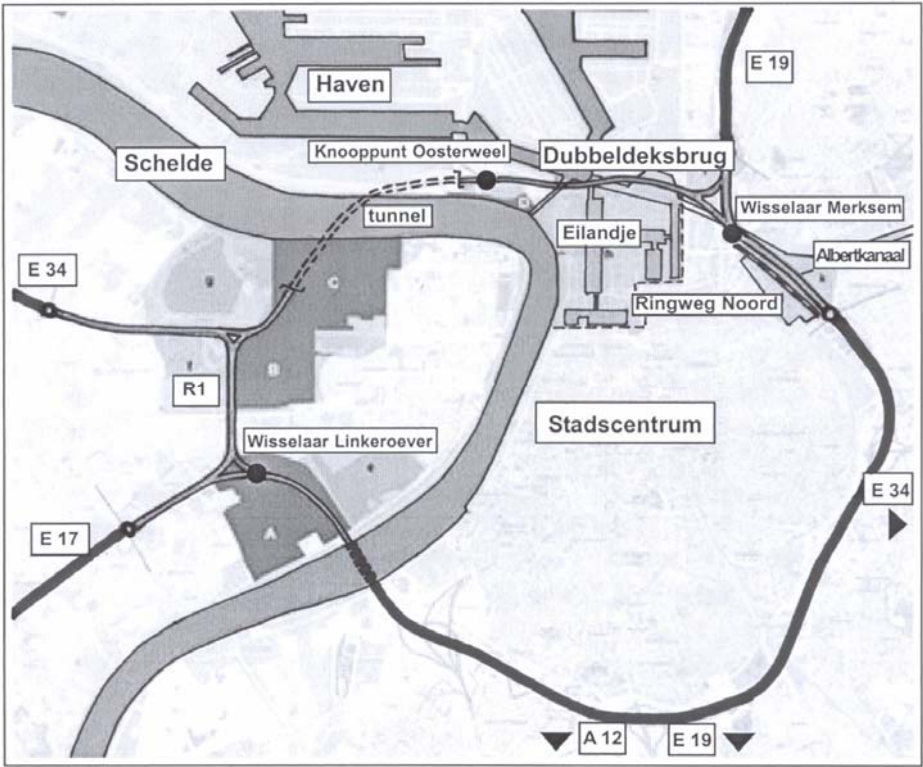 E 19
Haven
Knooppunt Oosterweel
Dubbeldeksbrug
Schelde
tunnel
Eilandje
Wisselaar Merksem
Albertkanaal
E 34
Ringweg Noord
R1
Stadscentrum
Wisselaar Linkeroever
E 34
E 17
A
A 12
E 19